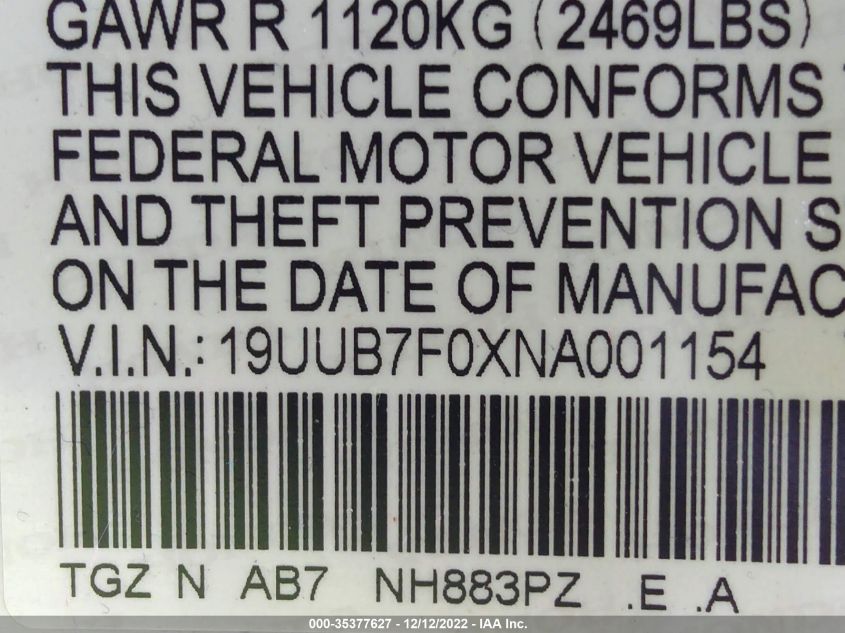 GAWR R 1120KG (2469LBS)
THIS VEHICLE CONFORMS
FEDERAL MOTOR VEHICLE
AND THEFT PREVENTION S
ON THE DATE OF MANUFAC
V.I.N.: 19UUB7F0XNA001154
TGZ N AB7 NH883PZ .E .A
000-35377627 - 12/12/2022 - IAA Inc.